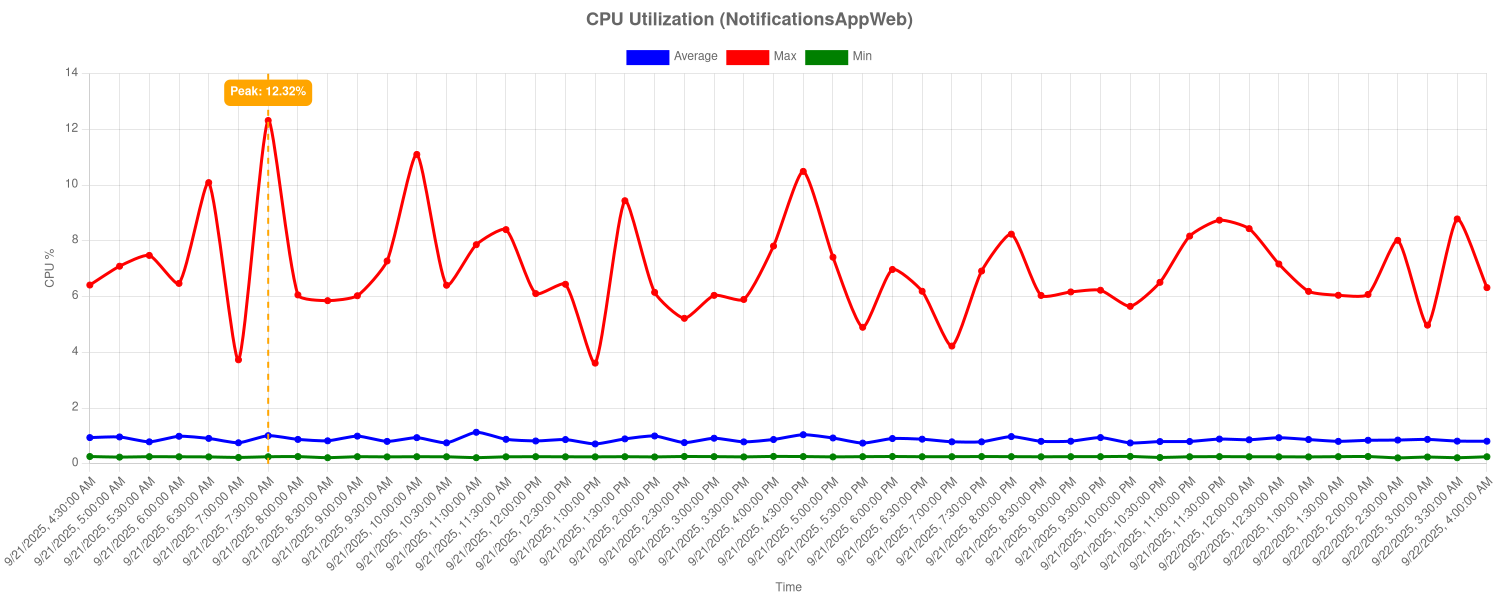 CPU Utilization (NotificationsAppWeb)
Average Max Min
Peak: 12.32%
14
12
10
8
6
4
2
0
CPU %
9/21/2025, 4:30:00 AM
9/21/2025, 5:00:00 AM
9/21/2025, 5:30:00 AM
9/21/2025, 6:00:00 AM
9/21/2025, 6:30:00 AM
9/21/2025, 7:00:00 AM
9/21/2025, 7:30:00 AM
9/21/2025, 8:00:00 AM
9/21/2025, 8:30:00 AM
9/21/2025, 9:00:00 AM
9/21/2025, 9:30:00 AM
9/21/2025, 10:00:00 AM
9/21/2025, 10:30:00 AM
9/21/2025, 11:00:00 AM
9/21/2025, 11:30:00 AM
9/21/2025, 12:00:00 PM
9/21/2025, 12:30:00 PM
9/21/2025, 1:00:00 PM
9/21/2025, 1:30:00 PM
9/21/2025, 2:00:00 PM
9/21/2025, 2:30:00 PM
9/21/2025, 3:00:00 PM
9/21/2025, 3:30:00 PM
9/21/2025, 4:00:00 PM
9/21/2025, 4:30:00 PM
9/21/2025, 5:00:00 PM
9/21/2025, 5:30:00 PM
9/21/2025, 6:00:00 PM
9/21/2025, 6:30:00 PM
9/21/2025, 7:00:00 PM
9/21/2025, 7:30:00 PM
9/21/2025, 8:00:00 PM
9/21/2025, 8:30:00 PM
9/21/2025, 9:00:00 PM
9/21/2025, 9:30:00 PM
9/21/2025, 10:00:00 PM
9/21/2025, 10:30:00 PM
9/21/2025, 11:00:00 PM
9/21/2025, 11:30:00 PM
9/22/2025, 12:00:00 AM
9/22/2025, 12:30:00 AM
9/22/2025, 1:00:00 AM
9/22/2025, 1:30:00 AM
9/22/2025, 2:00:00 AM
9/22/2025, 2:30:00 AM
9/22/2025, 3:00:00 AM
9/22/2025, 3:30:00 AM
9/22/2025, 4:00:00 AM
Time